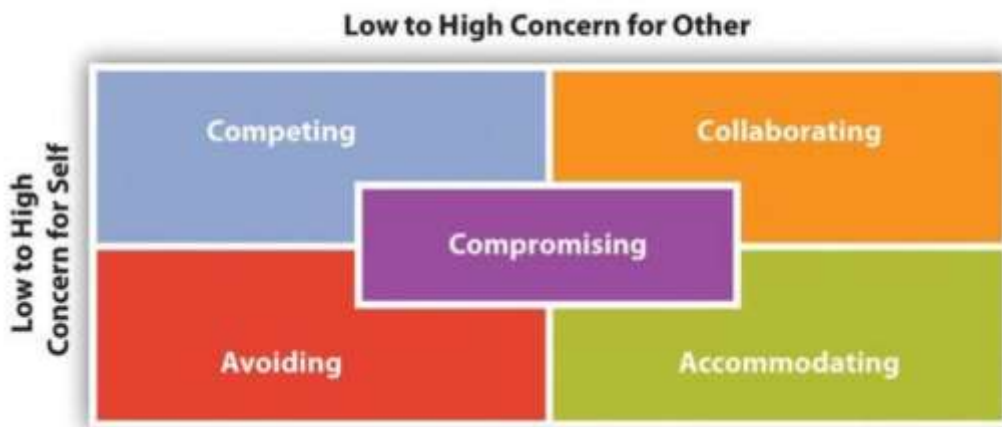 Low to High Concern for Other
Low to High
Concern for Self
Competing
Collaborating
Compromising
Avoiding
Accommodating